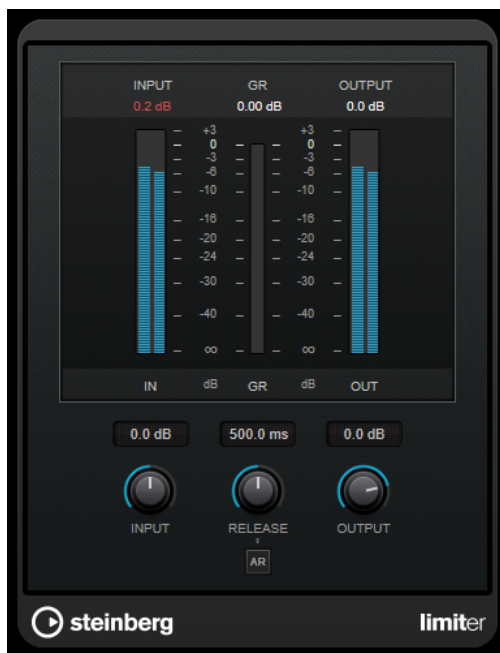 INPUT GR OUTPUT
0.2 dB 0.00 dB 0.0 dB
+3 +3
0 0
-3 -3
-6 -6
-10 -10
-16 -16
-20 -20
-24 -24
-30 -30
-40 -40
∞ ∞
IN dB GR dB OUT
0.0 dB 500.0 ms 0.0 dB
INPUT RELEASE OUTPUT
AR
steinberg limiter